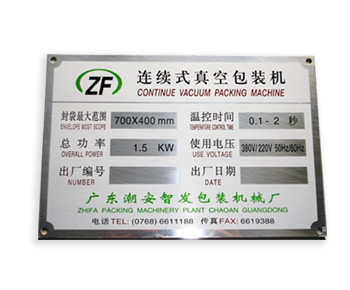 ZF 连续式真空包装机
CONTINUE VACUUM PACKING MACHINE
封袋最大范围 700X400 mm 温控时间 0.1-2 秒
ENVELOPE MOST SCOPE TEMPERATURE CONTROL TIME
总功率 1.5 KW 使用电压 380V/ 220V 50Hz/60Hz
OVERALL POWER USE VOLTAGE
出厂编号 出厂日期
NUMBER DATE
广东潮安智发包装机械厂
ZHIFA PACKING MACHINERY PLANT CHAOAN GUANGDONG
电话TEL: (0768) 6611188 传真FAX: 6619388